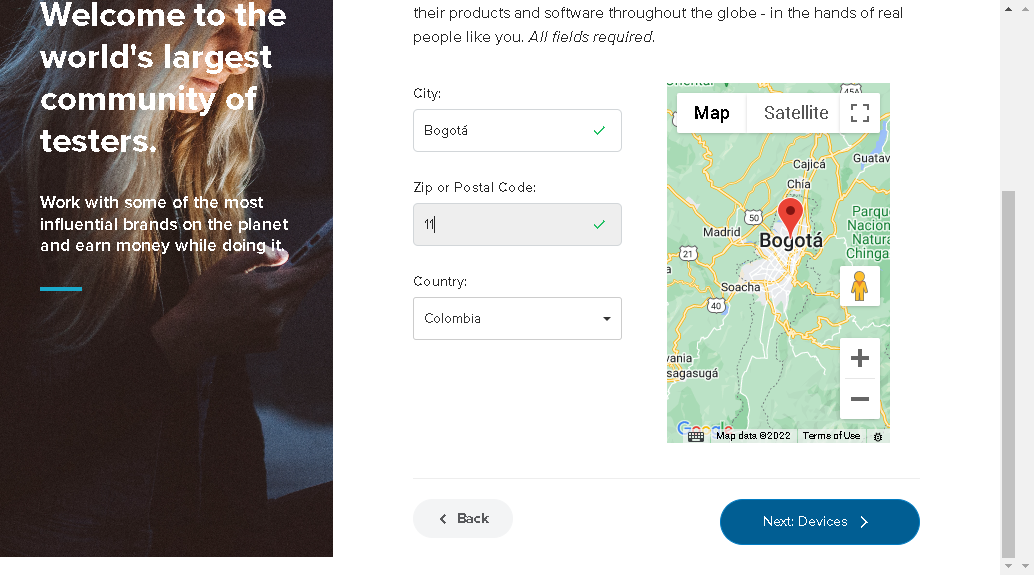 Welcome to the
world's largest
community of
testers.
Work with some of the most
influential brands on the planet
and earn money while doing it.
their products and software throughout the globe - in the hands of real
people like you. All fields required.
City:
Bogotá
Zip or Postal Code:
11
Country:
Colombia
Map
Satellite
45A
Guatav
Cajicá
Chía
50
Madrid
Bogotá
Parque
Nacion
Natura
Chinga
21
Soacha
40
vania
sagasugá
Google
Map data ©2022
Terms of Use
Back
Next: Devices